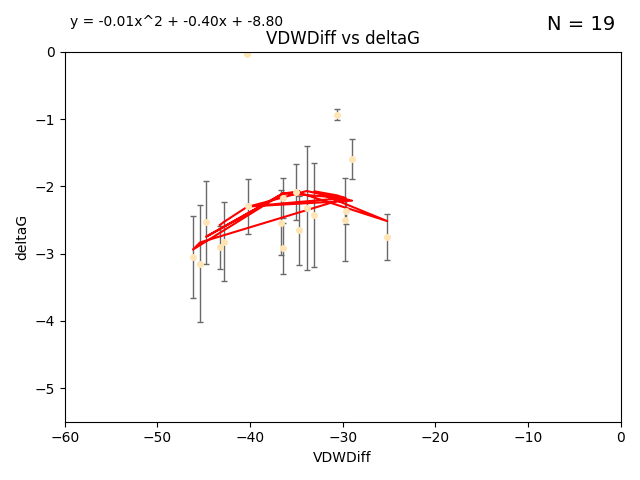 y = -0.01x^2 + -0.40x + -8.80
N = 19
VDWDiff vs deltaG
0
−1
−2
−3
−4
−5
deltaG
−60 −50 −40 −30 −20 −10 0
VDWDiff